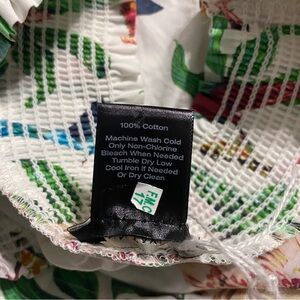 100% Cotton
Machine Wash Cold
Only Non-Chlorine
Bleach When Needed
Tumble Dry Low
Cool Iron if Needed
Or Dry Clean
FMC